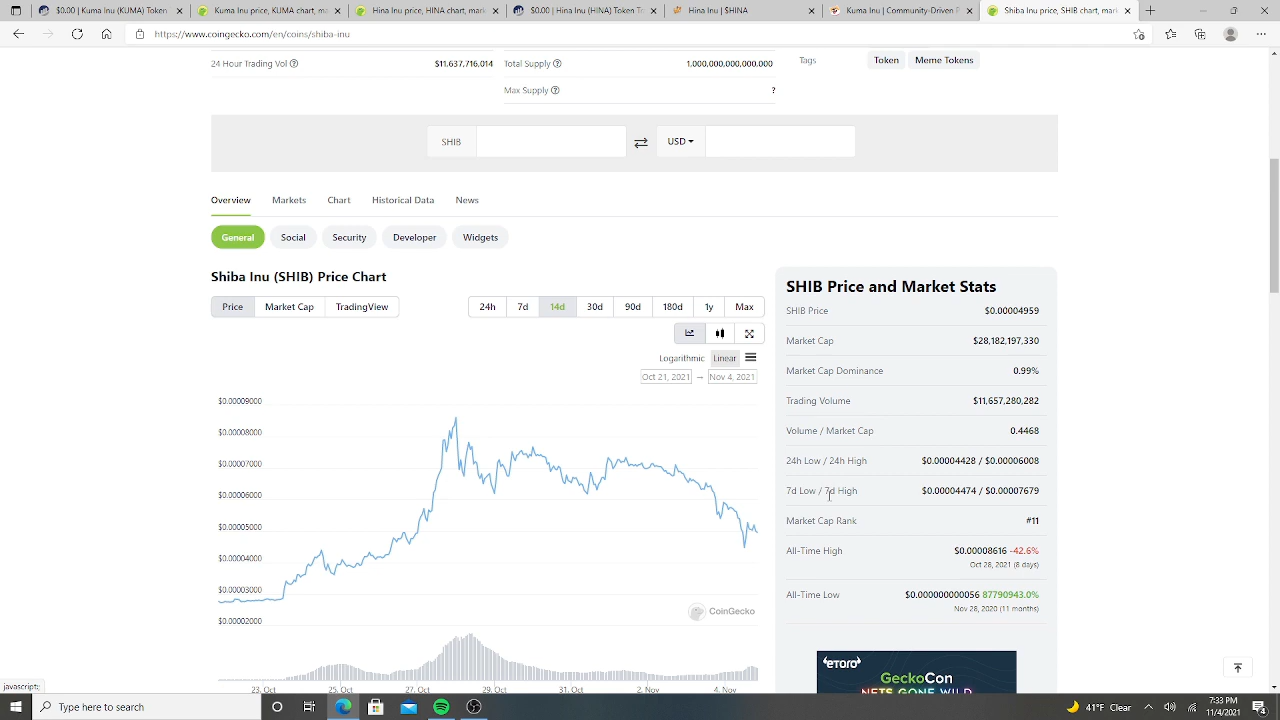 $0.00 | Kuma Inu (KUMA) Token
KUMA Inu price, KUMA chart, ma
Hina Inu price, HINA chart, mark
$0.00 | Hina Inu (HINA) Token Tr
Hina INU
Kuma Inu | Community-Driven P
Shiba Inu price, SHIB chart, mark
https://www.coingecko.com/en/coins/shiba-inu
24 Hour Trading Vol
$11,637,716,014
Total Supply
1,000,000,000,000,000
Tags
Token
Meme Tokens
Max Supply
?
SHIB
USD
Overview
Markets
Chart
Historical Data
News
General
Social
Security
Developer
Widgets
Shiba Inu (SHIB) Price Chart
Price
Market Cap
TradingView
24h
7d
14d
30d
90d
180d
1y
Max
Logarithmic
Linear
Oct 21, 2021 → Nov 4, 2021
$0.00009000
$0.00008000
$0.00007000
$0.00006000
$0.00005000
$0.00004000
$0.00003000
$0.00002000
CoinGecko
23. Oct
25. Oct
27. Oct
29. Oct
31. Oct
2. Nov
4. Nov
SHIB Price and Market Stats
SHIB Price
$0.00004959
Market Cap
$28,182,197,330
Market Cap Dominance
0.99%
Trading Volume
$11,657,280,282
Volume / Market Cap
0.4468
24h Low / 24h High
$0.00004428 / $0.00006008
7d Low / 7d High
$0.00004474 / $0.00007679
Market Cap Rank
#11
All-Time High
$0.00008616 -42.6%
Oct 28, 2021 (8 days)
All-Time Low
$0.000000000056 87790943.0%
Nov 28, 2020 (11 months)
eToro
GeckoCon
NFTS GONE WILD
javascript:;
Type here to search
41°F Clear
7:33 PM
11/4/2021